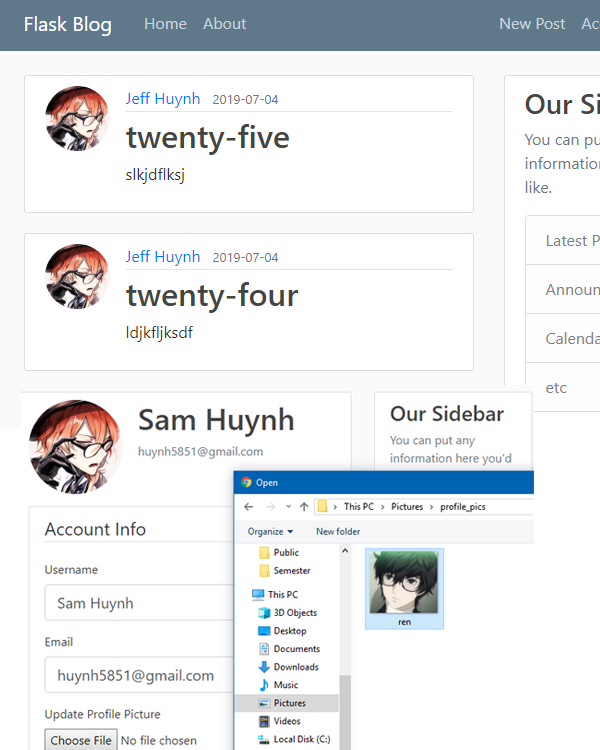 Flask Blog Home About New Post
Jeff Huynh 2019-07-04
twenty-five
slkjdflksj
Jeff Huynh 2019-07-04
twenty-four
ldjkfljksdf
Our
You can
information
like.
Latest
Calenda
etc
Sam Huynh
huynh5851@gmail.com
Our Sidebar
You can put any
information here you'd
Account Info
Username
Sam Huynh
Email
huynh5851@gmail.com
Update Profile Picture
Choose File No file chosen
Open
This PC > Pictures > profile_pics
Organize New folder
Public
Semester
This PC
3D Objects
Desktop
Documents
Downloads
Music
Pictures
Videos
Local Disk (C:)
ren